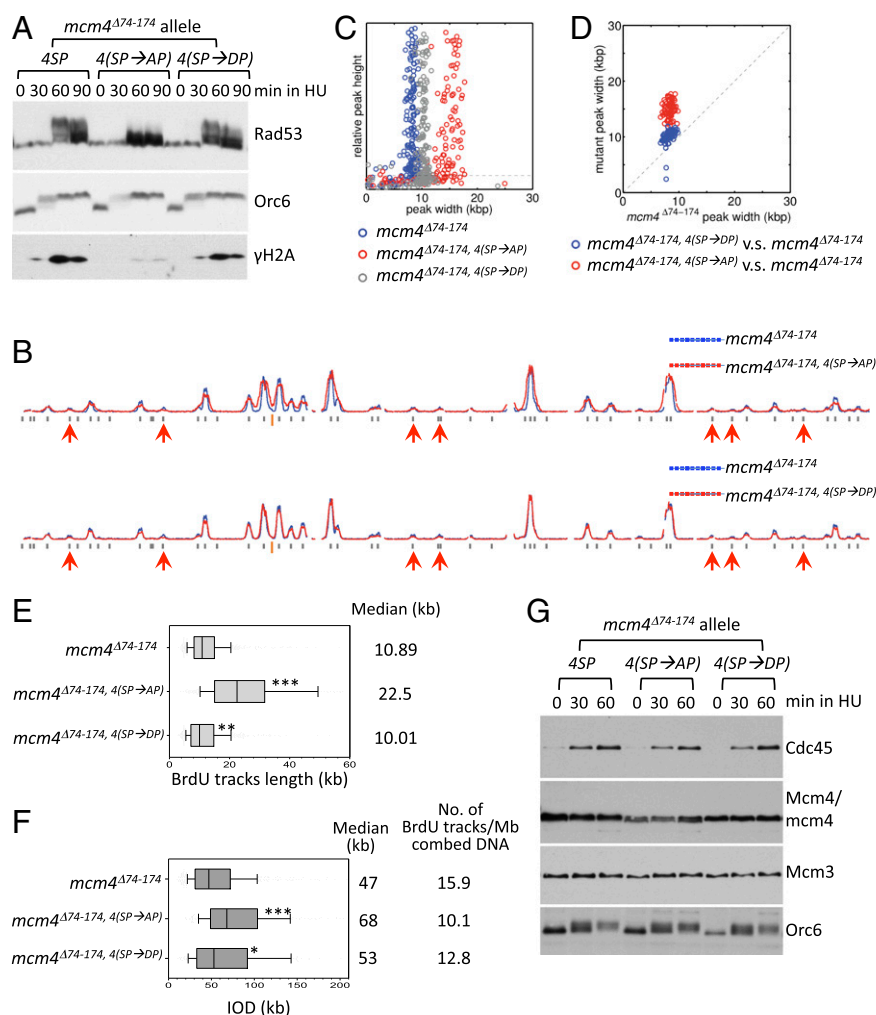 A
mcm4Δ74-174 allele
4SP 4(SP→AP) 4(SP→DP)
0 30 60 90 0 30 60 90 0 30 60 90 min in HU
Rad53
Orc6
γH2A
C
relative peak height
0 10 20 30
peak width (kbp)
mcm4Δ74-174
mcm4Δ74-174, 4(SP→AP)
mcm4Δ74-174, 4(SP→DP)
D
mutant peak width (kbp)
30
20
10
0
0 10 20 30
mcm4Δ74-174 peak width (kbp)
mcm4Δ74-174, 4(SP→DP) v.s. mcm4Δ74-174
mcm4Δ74-174, 4(SP→AP) v.s. mcm4Δ74-174
B
mcm4Δ74-174
mcm4Δ74-174, 4(SP→AP)
mcm4Δ74-174
mcm4Δ74-174, 4(SP→DP)
E
Median (kb)
mcm4Δ74-174 10.89
mcm4Δ74-174, 4(SP→AP) *** 22.5
mcm4Δ74-174, 4(SP→DP) ** 10.01
0 20 40 60
BrdU tracks length (kb)
F
Median (kb)
No. of BrdU tracks/Mb combed DNA
mcm4Δ74-174 47 15.9
mcm4Δ74-174, 4(SP→AP) *** 68 10.1
mcm4Δ74-174, 4(SP→DP) * 53 12.8
0 50 100 150 200
IOD (kb)
G
mcm4Δ74-174 allele
4SP 4(SP→AP) 4(SP→DP)
0 30 60 0 30 60 0 30 60 min in HU
Cdc45
Mcm4/
mcm4
Mcm3
Orc6